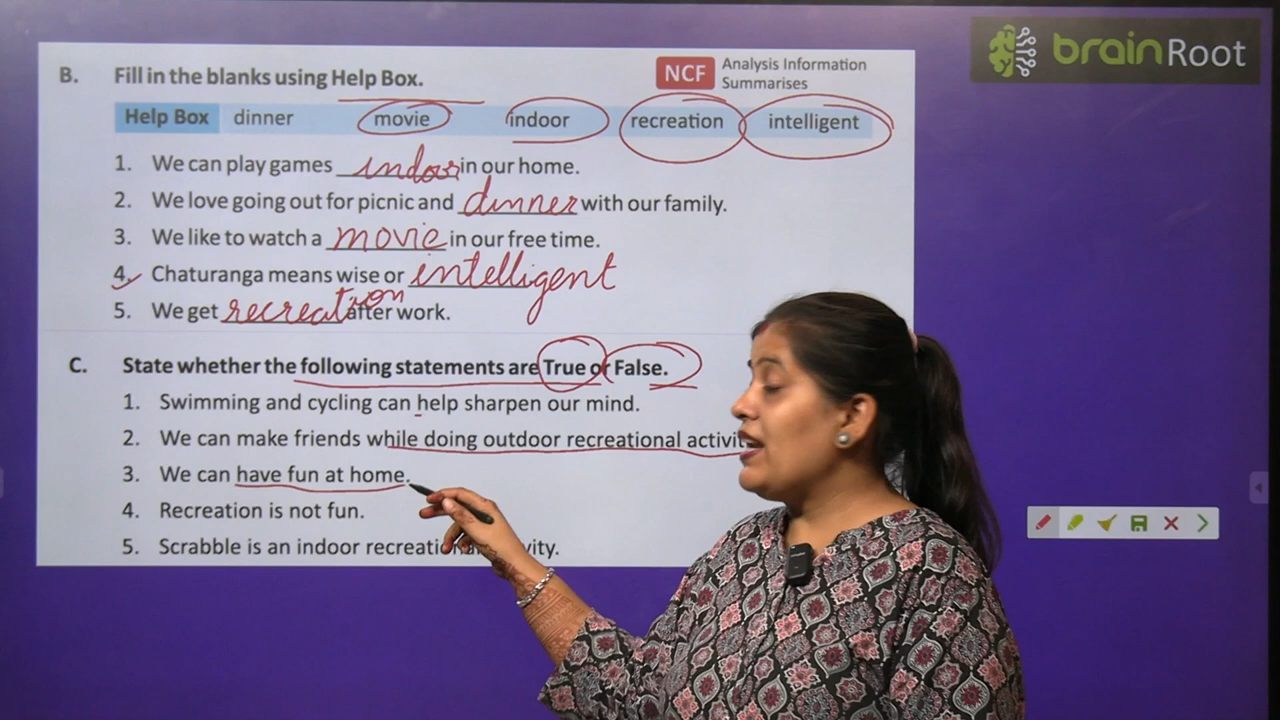 brainRoot
B. Fill in the blanks using Help Box.
NCF Analysis Information
Summarises
Help Box dinner movie indoor recreation intelligent
1. We can play games indoor in our home.
2. We love going out for picnic and dinner with our family.
3. We like to watch a movie in our free time.
4. Chaturanga means wise or intelligent
5. We get recreation after work.
C. State whether the following statements are True or False.
1. Swimming and cycling can help sharpen our mind.
2. We can make friends while doing outdoor recreational activit
3. We can have fun at home.
4. Recreation is not fun.
5. Scrabble is an indoor recreational vity.